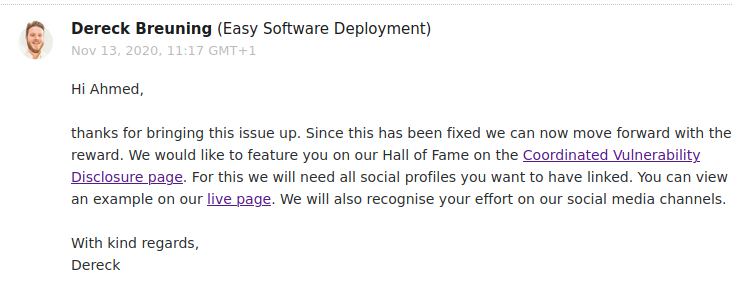 Dereck Breuning (Easy Software Deployment)
Nov 13, 2020, 11:17 GMT+1
Hi Ahmed,
thanks for bringing this issue up. Since this has been fixed we can now move forward with the
reward. We would like to feature you on our Hall of Fame on the Coordinated Vulnerability
Disclosure page. For this we will need all social profiles you want to have linked. You can view
an example on our live page. We will also recognise your effort on our social media channels.
With kind regards,
Dereck